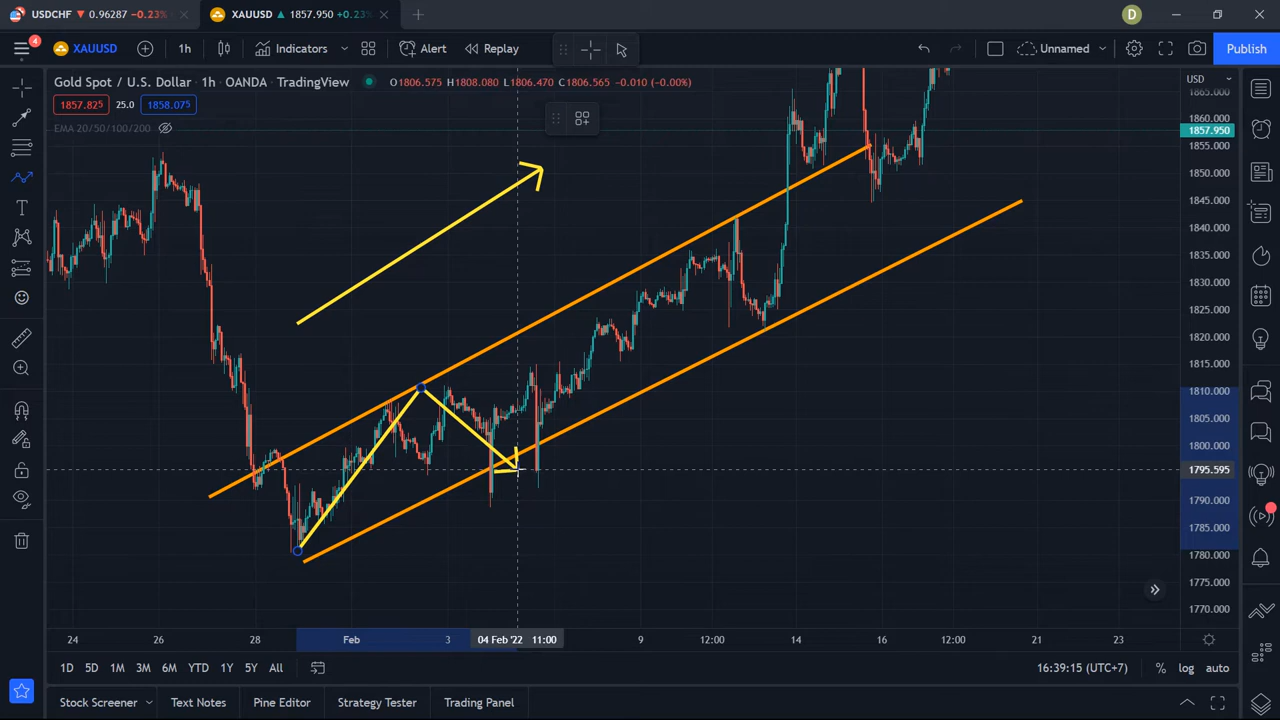 USDCHF ▼ 0.96287 −0.23%
XAUUSD ▲ 1857.950 +0.23%
D
4
XAUUSD
1h
Indicators
Alert
Replay
Unnamed
Publish
Gold Spot / U.S. Dollar · 1h · OANDA · TradingView
O1806.575 H1808.080 L1806.470 C1806.565 −0.010 (−0.00%)
USD
1857.825
25.0
1858.075
EMA 20/50/100/200
1865.000
1860.000
1857.950
1855.000
1850.000
1845.000
1840.000
1835.000
1830.000
1825.000
1820.000
1815.000
1810.000
1805.000
1800.000
1795.595
1790.000
1785.000
1780.000
1775.000
1770.000
24
26
28
Feb
3
04 Feb '22 11:00
9
12:00
14
16
12:00
21
23
1D
5D
1M
3M
6M
YTD
1Y
5Y
All
16:39:15 (UTC+7)
%
log
auto
Stock Screener
Text Notes
Pine Editor
Strategy Tester
Trading Panel